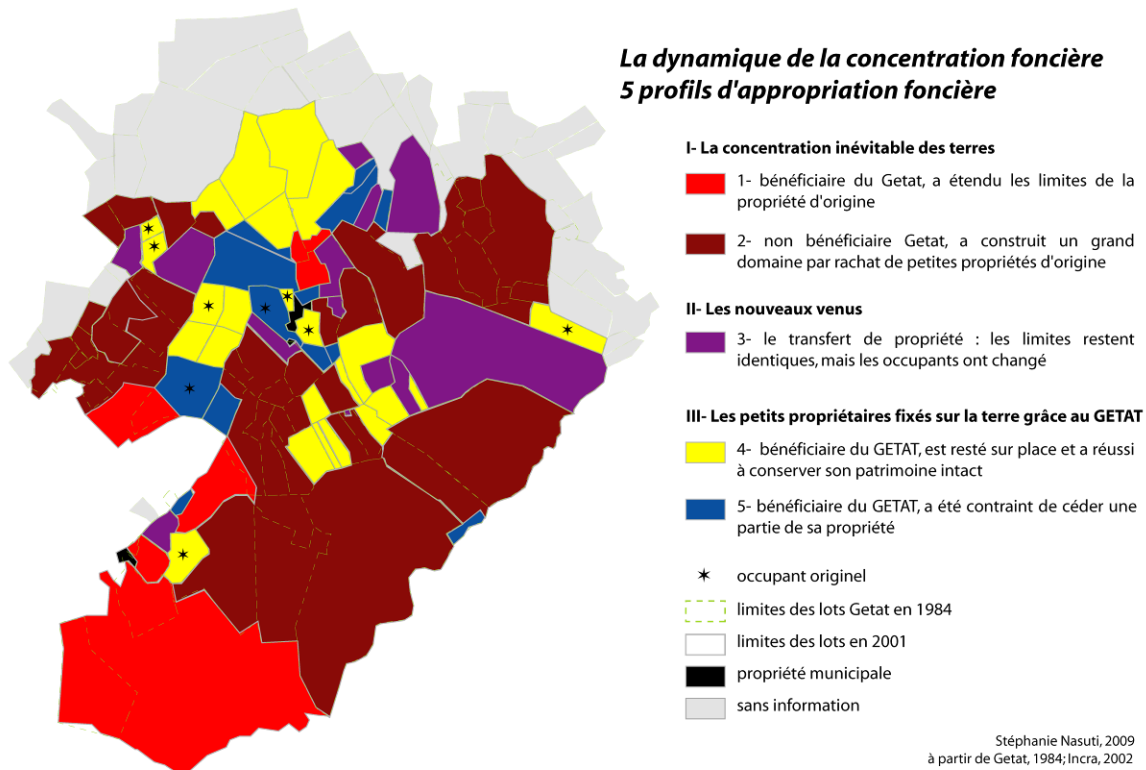 La dynamique de la concentration foncière
5 profils d'appropriation foncière
I- La concentration inévitable des terres
1- bénéficiaire du Getat, a étendu les limites de la
propriété d'origine
2- non bénéficiaire Getat, a construit un grand
domaine par rachat de petites propriétés d'origine
II- Les nouveaux venus
3- le transfert de propriété : les limites restent
identiques, mais les occupants ont changé
III- Les petits propriétaires fixés sur la terre grâce au GETAT
4- bénéficiaire du GETAT, est resté sur place et a réussi
à conserver son patrimoine intact
5- bénéficiaire du GETAT, a été contraint de céder une
partie de sa propriété
occupant originel
limites des lots Getat en 1984
limites des lots en 2001
propriété municipale
sans information
Stéphanie Nasuti, 2009
à partir de Getat, 1984; Incra, 2002